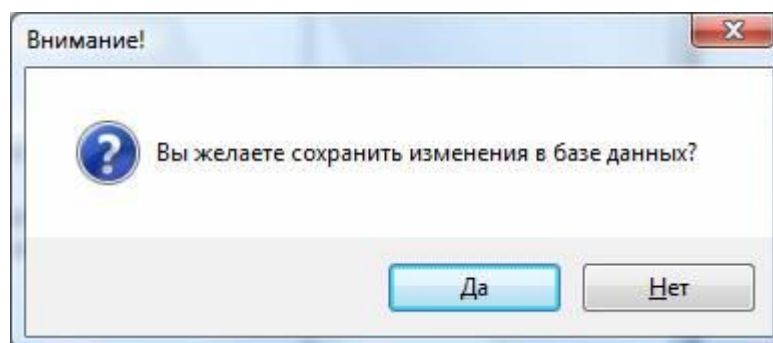 Внимание!
Вы желаете сохранить изменения в базе данных?
Да
Нет